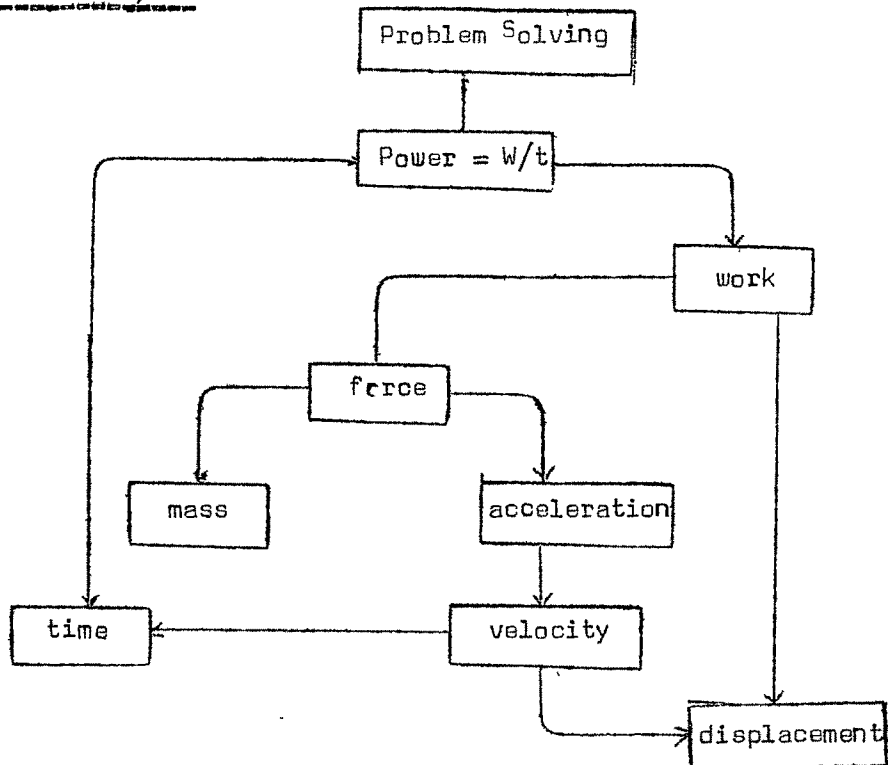 Problem Solving
Power = W/t
work
force
mass
acceleration
time
velocity
displacement